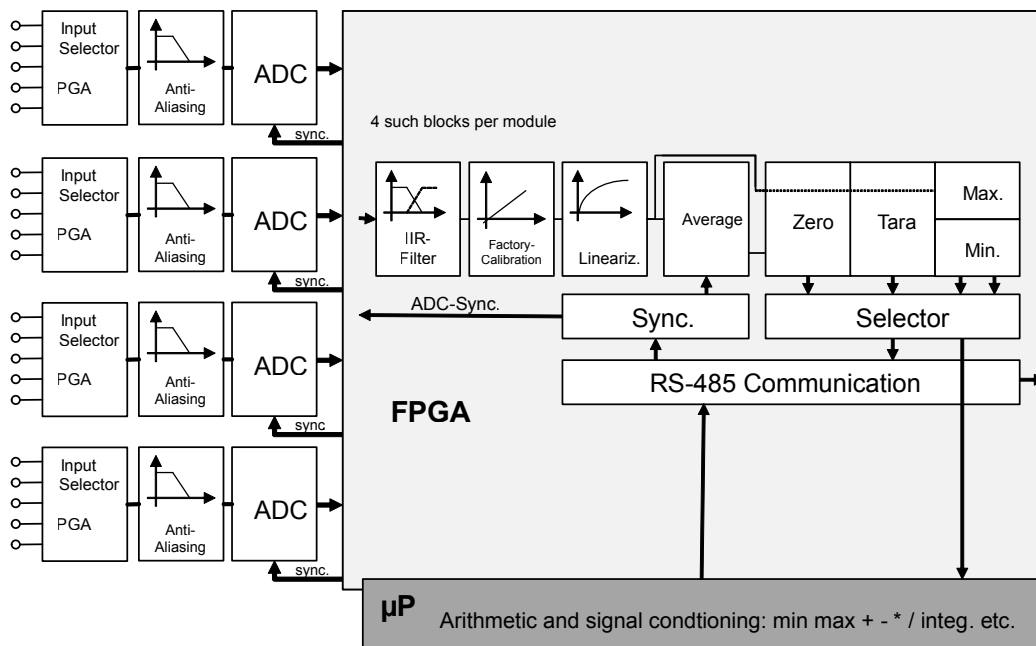 Input
Selector
PGA
Anti-
Aliasing
ADC
sync.
Input
Selector
PGA
Anti-
Aliasing
ADC
sync.
Input
Selector
PGA
Anti-
Aliasing
ADC
sync
Input
Selector
PGA
Anti-
Aliasing
ADC
sync.
4 such blocks per module
IIR-
Filter
Factory-
Calibration
Lineariz.
Average
Zero
Tara
Max.
Min.
ADC-Sync.
Sync.
Selector
RS-485 Communication
FPGA
µP
Arithmetic and signal condtioning: min max + - * / integ. etc.